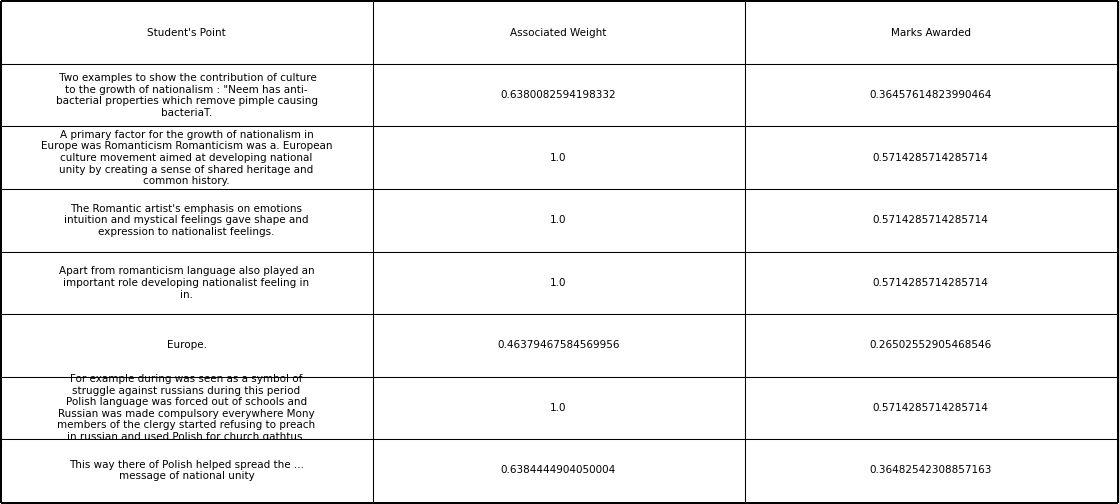 Student's Point
Associated Weight
Marks Awarded
Two examples to show the contribution of culture
to the growth of nationalism : "Neem has anti-
bacterial properties which remove pimple causing
bacteriaT.
0.6380082594198332
0.36457614823990464
A primary factor for the growth of nationalism in
Europe was Romanticism Romanticism was a. European
culture movement aimed at developing national
unity by creating a sense of shared heritage and
common history.
1.0
0.5714285714285714
The Romantic artist's emphasis on emotions
intuition and mystical feelings gave shape and
expression to nationalist feelings.
1.0
0.5714285714285714
Apart from romanticism language also played an
important role developing nationalist feeling in
in.
1.0
0.5714285714285714
Europe.
0.46379467584569956
0.26502552905468546
For example during was seen as a symbol of
struggle against russians during this period
Polish language was forced out of schools and
Russian was made compulsory everywhere Mony
members of the clergy started refusing to preach
in russian and used Polish for church gathtus
1.0
0.5714285714285714
This way there of Polish helped spread the ...
message of national unity
0.6384444904050004
0.36482542308857163